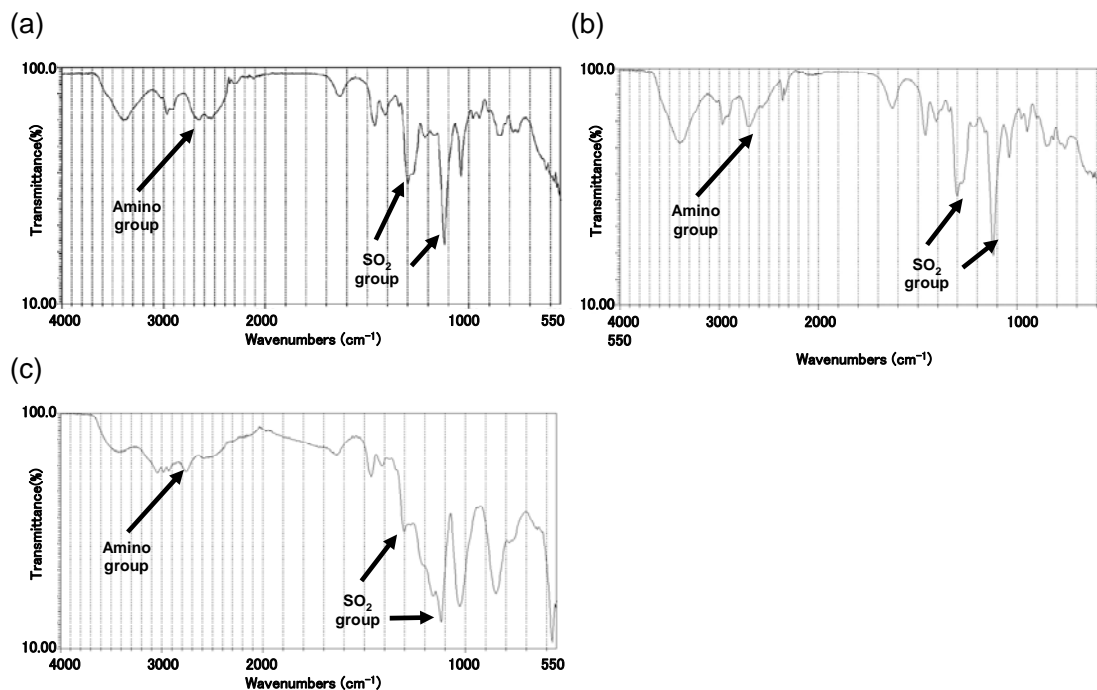 (a)
100.0
Transmittance(%)
10.00
Amino
group
SO₂
group
4000 3000 2000 1000 550
Wavenumbers (cm⁻¹)
(b)
100.0
Transmittance(%)
10.00
Amino
group
SO₂
group
4000 3000 2000 1000
550
Wavenumbers (cm⁻¹)
(c)
100.0
Transmittance(%)
10.00
Amino
group
SO₂
group
4000 3000 2000 1000 550
Wavenumbers (cm⁻¹)